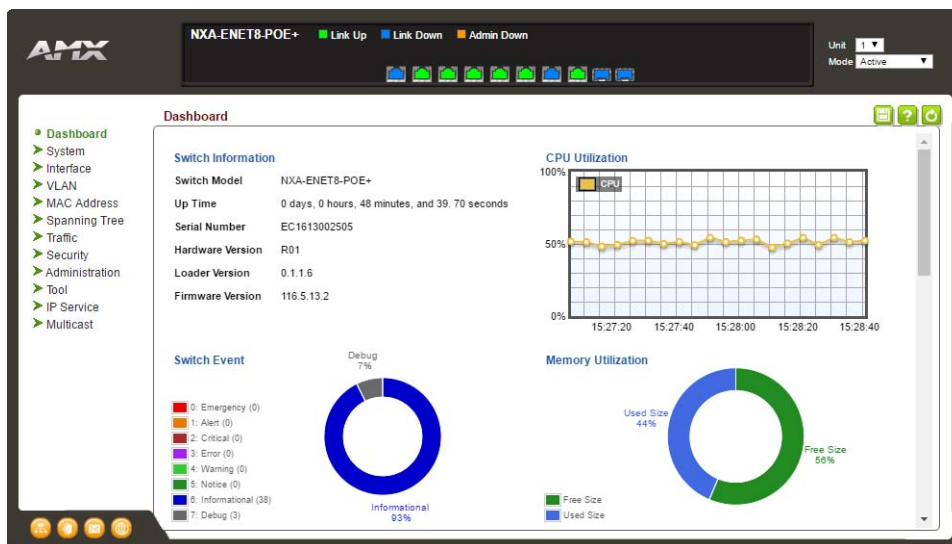 AMX
NXA-ENET8-POE+ Link Up Link Down Admin Down
Unit 1
Mode Active
Dashboard
System
Interface
VLAN
MAC Address
Spanning Tree
Traffic
Security
Administration
Tool
IP Service
Multicast
Dashboard
?
Switch Information
Switch Model NXA-ENET8-POE+
Up Time 0 days, 0 hours, 48 minutes, and 39. 70 seconds
Serial Number EC1613002505
Hardware Version R01
Loader Version 0.1.1.6
Firmware Version 116.5.13.2
CPU Utilization
100%
CPU
50%
0%
15:27:20 15:27:40 15:28:00 15:28:20 15:28:40
Switch Event
Debug
7%
0: Emergency (0)
1: Alert (0)
2: Critical (0)
3: Error (0)
4: Warning (0)
5: Notice (0)
6: Informational (38)
7: Debug (3)
Informational
93%
Memory Utilization
Used Size
44%
Free Size
56%
Free Size
Used Size